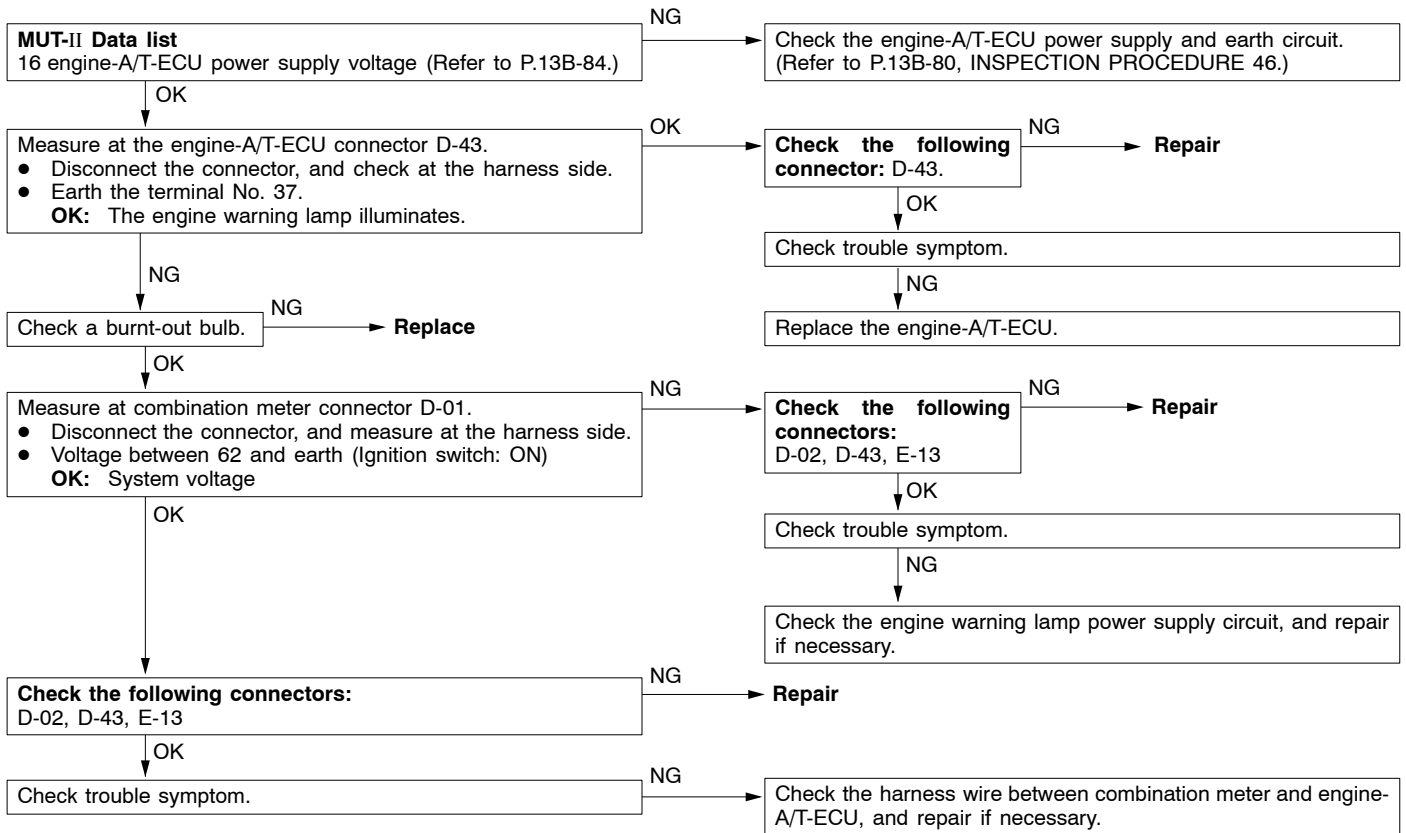 NG
MUT-II Data list
16 engine-A/T-ECU power supply voltage (Refer to P.13B-84.)
Check the engine-A/T-ECU power supply and earth circuit.
(Refer to P.13B-80, INSPECTION PROCEDURE 46.)
OK
Measure at the engine-A/T-ECU connector D-43.
● Disconnect the connector, and check at the harness side.
● Earth the terminal No. 37.
OK: The engine warning lamp illuminates.
OK
Check the following
connector: D-43.
NG
Repair
OK
Check trouble symptom.
NG
Replace the engine-A/T-ECU.
NG
Check a burnt-out bulb.
NG
Replace
OK
Measure at combination meter connector D-01.
● Disconnect the connector, and measure at the harness side.
● Voltage between 62 and earth (Ignition switch: ON)
OK: System voltage
NG
Check the following
connectors:
D-02, D-43, E-13
NG
Repair
OK
Check trouble symptom.
NG
Check the engine warning lamp power supply circuit, and repair
if necessary.
OK
Check the following connectors:
D-02, D-43, E-13
NG
Repair
OK
Check trouble symptom.
NG
Check the harness wire between combination meter and engine-
A/T-ECU, and repair if necessary.